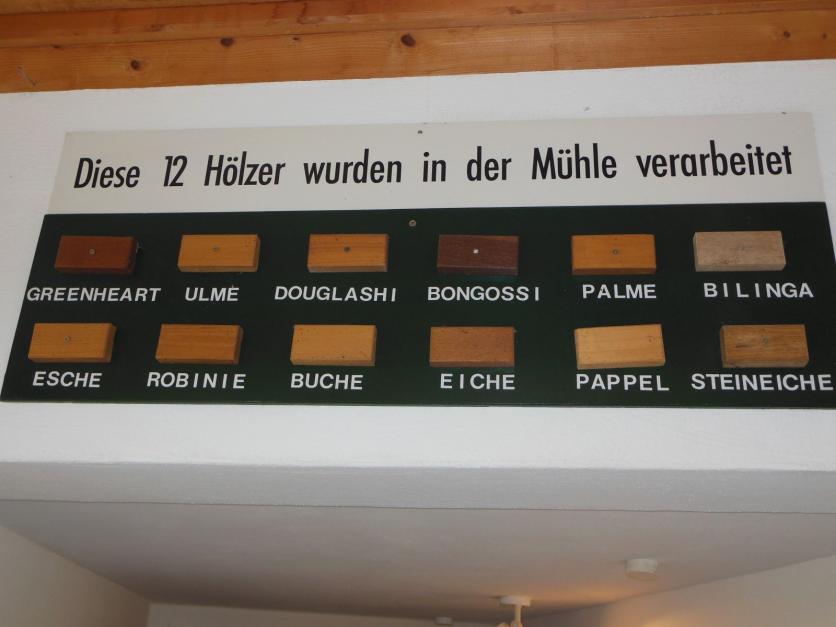 Diese 12 Hölzer wurden in der Mühle verarbeitet
GREENHEART ULME DOUGLASHI BONGOSSI PALME BILINGA
ESCHE ROBINIE BUCHE EICHE PAPPEL STEINEICHE